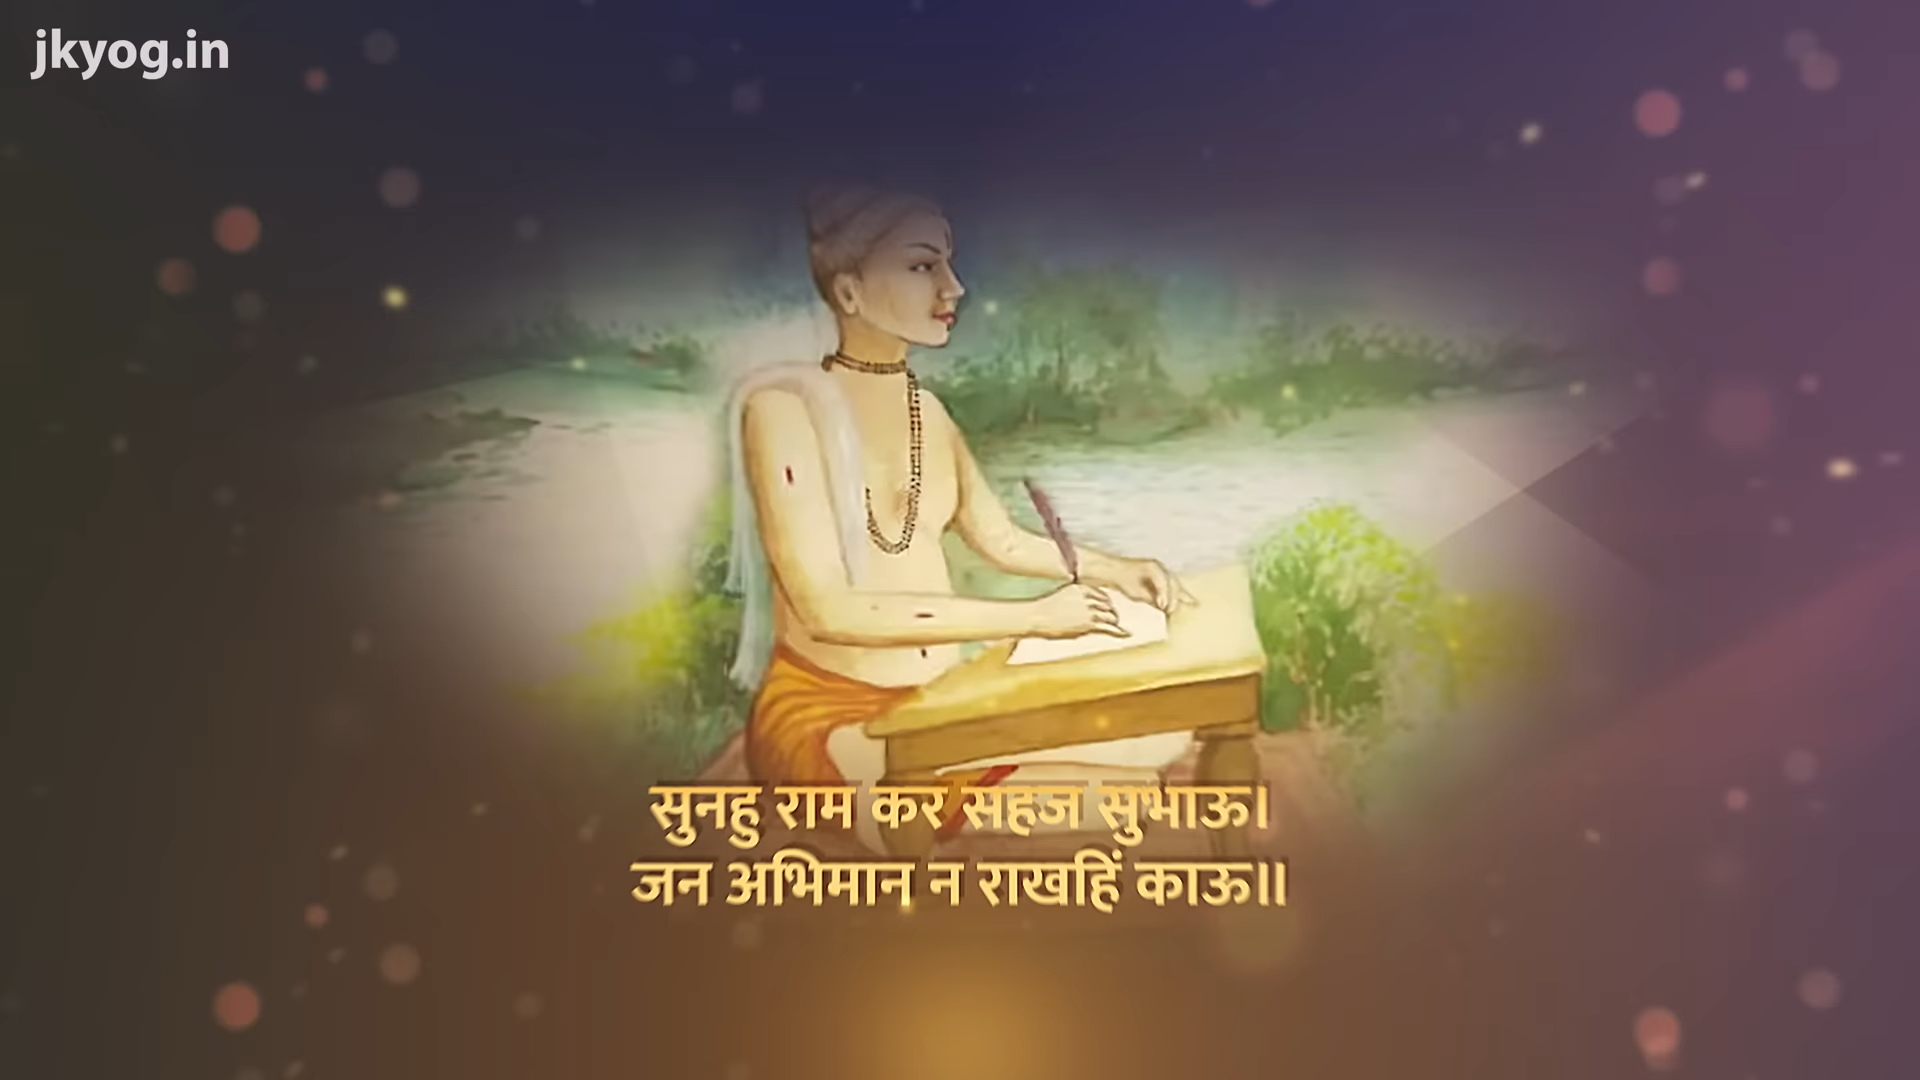 jkyog.in
सुनहु राम कर सहज सुभाऊ।
जन अभिमान न राखहिं काऊ॥